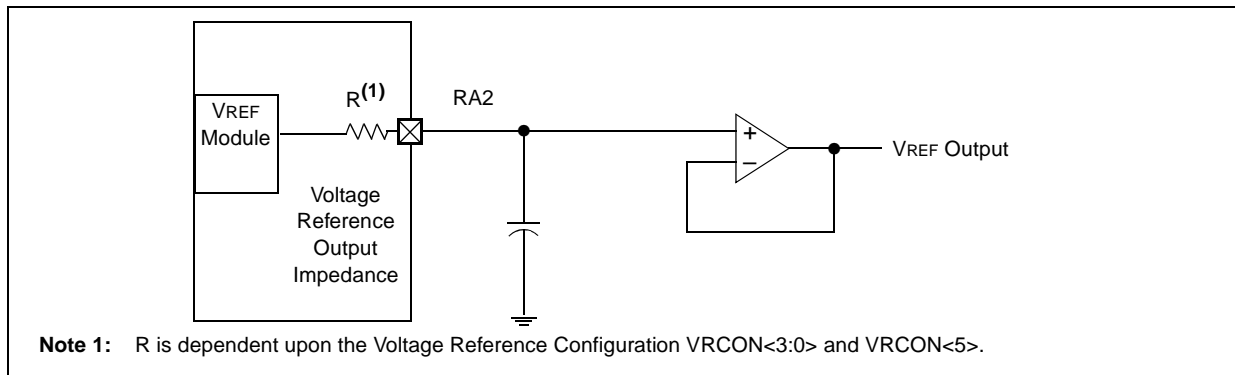 R(1)
RA2
VREF
Module
+
–
VREF Output
Voltage
Reference
Output
Impedance
Note 1: R is dependent upon the Voltage Reference Configuration VRCON<3:0> and VRCON<5>.